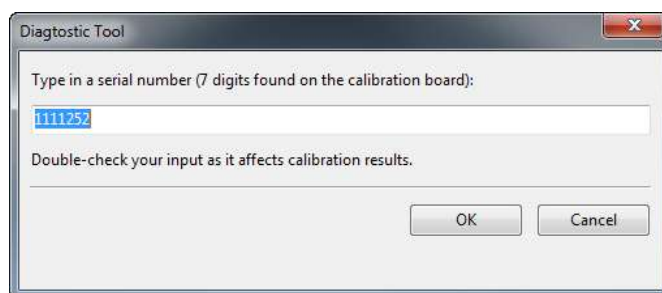 Diagtostic Tool
X
Type in a serial number (7 digits found on the calibration board):
1111252
Double-check your input as it affects calibration results.
OK Cancel